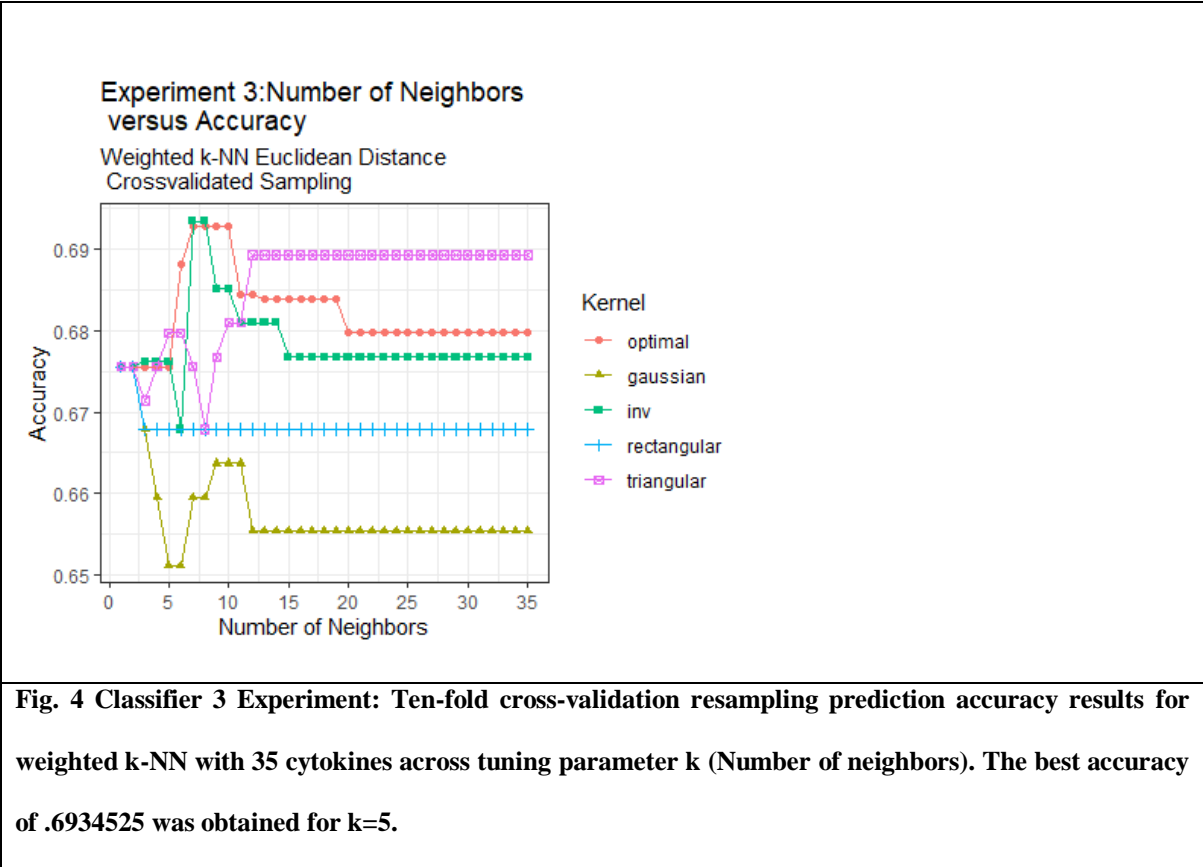 Experiment 3:Number of Neighbors
versus Accuracy
Weighted k-NN Euclidean Distance
Crossvalidated Sampling
0.69
0.68
0.67
0.66
0.65
Accuracy
0 5 10 15 20 25 30 35
Number of Neighbors
Kernel
optimal
gaussian
inv
rectangular
triangular
Fig. 4 Classifier 3 Experiment: Ten-fold cross-validation resampling prediction accuracy results for
weighted k-NN with 35 cytokines across tuning parameter k (Number of neighbors). The best accuracy
of .6934525 was obtained for k=5.